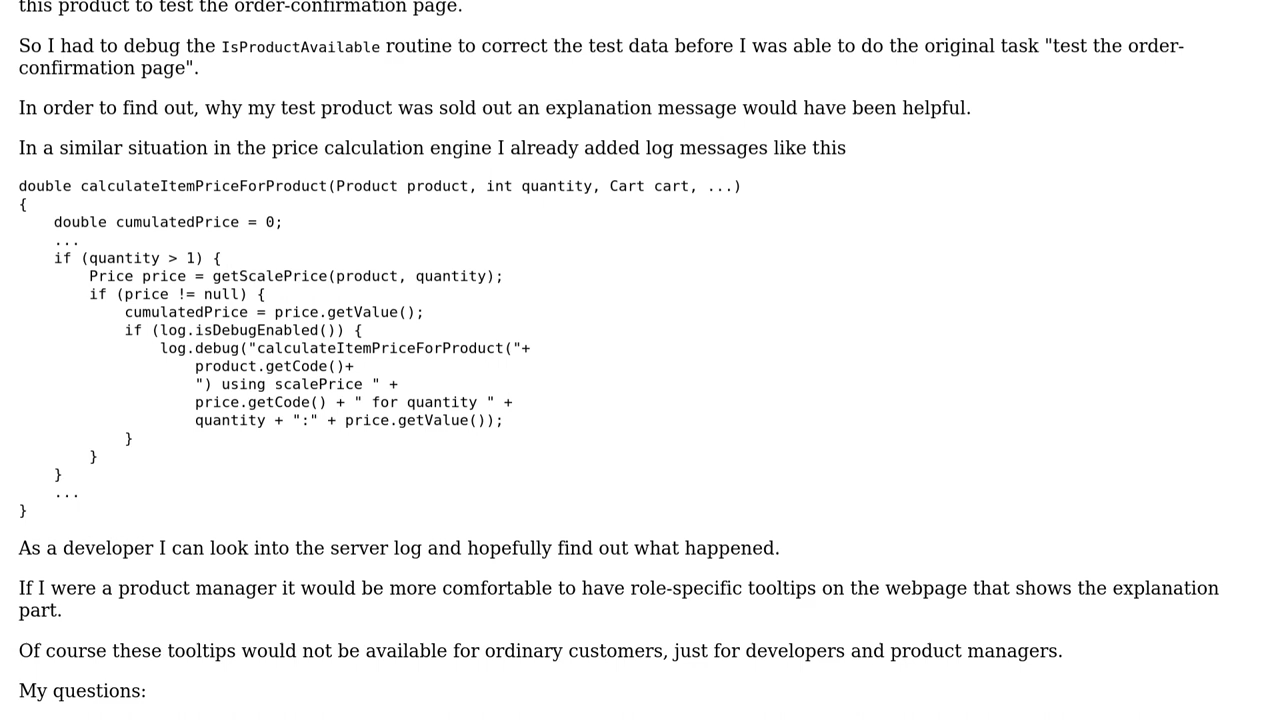 this product to test the order-confirmation page.
So I had to debug the IsProductAvailable routine to correct the test data before I was able to do the original task "test the order-
confirmation page".
In order to find out, why my test product was sold out an explanation message would have been helpful.
In a similar situation in the price calculation engine I already added log messages like this
double calculateItemPriceForProduct(Product product, int quantity, Cart cart, ...)
{
    double cumulatedPrice = 0;
    ...
    if (quantity > 1) {
        Price price = getScalePrice(product, quantity);
        if (price != null) {
            cumulatedPrice = price.getValue();
            if (log.isDebugEnabled()) {
                log.debug("calculateItemPriceForProduct("+
                    product.getCode()+
                    ") using scalePrice " +
                    price.getCode() + " for quantity " +
                    quantity + ":" + price.getValue());
            }
        }
    }
    ...
}
As a developer I can look into the server log and hopefully find out what happened.
If I were a product manager it would be more comfortable to have role-specific tooltips on the webpage that shows the explanation
part.
Of course these tooltips would not be available for ordinary customers, just for developers and product managers.
My questions: